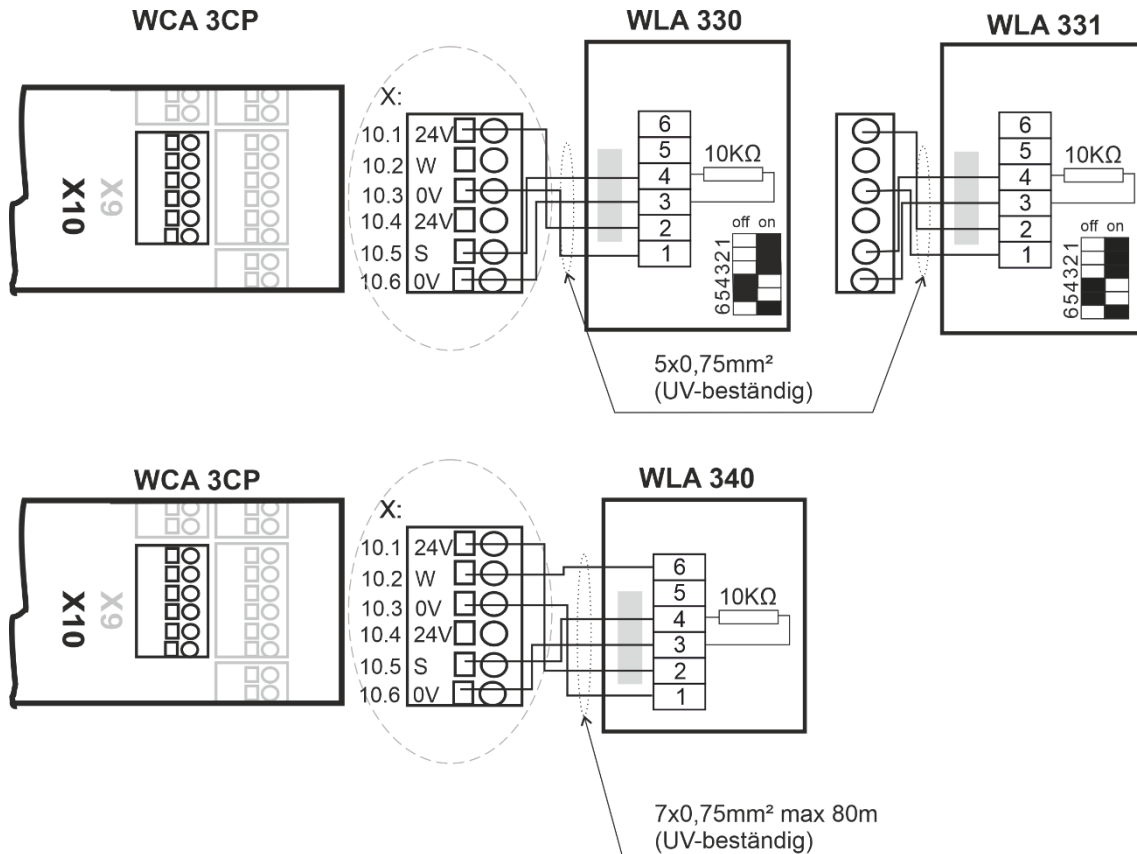 WCA 3CP
WLA 330
WLA 331
X10
X9
X:
10.1 24V
10.2 W
10.3 0V
10.4 24V
10.5 S
10.6 0V
6
5
4
3
2
1
10KΩ
off on
654321
6
5
4
3
2
1
10KΩ
off on
654321
5x0,75mm²
(UV-beständig)
WCA 3CP
WLA 340
X10
X9
X:
10.1 24V
10.2 W
10.3 0V
10.4 24V
10.5 S
10.6 0V
6
5
4
3
2
1
10KΩ
7x0,75mm² max 80m
(UV-beständig)